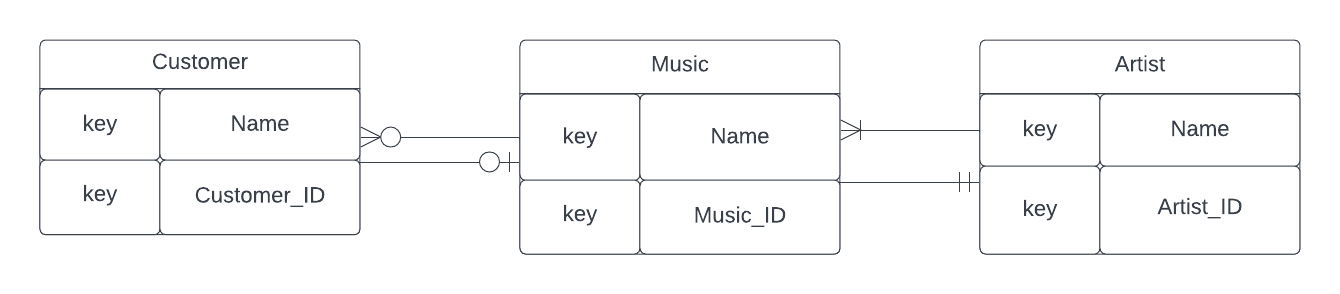 Customer
key
Name
key
Customer_ID
Music
key
Name
key
Music_ID
Artist
key
Name
key
Artist_ID